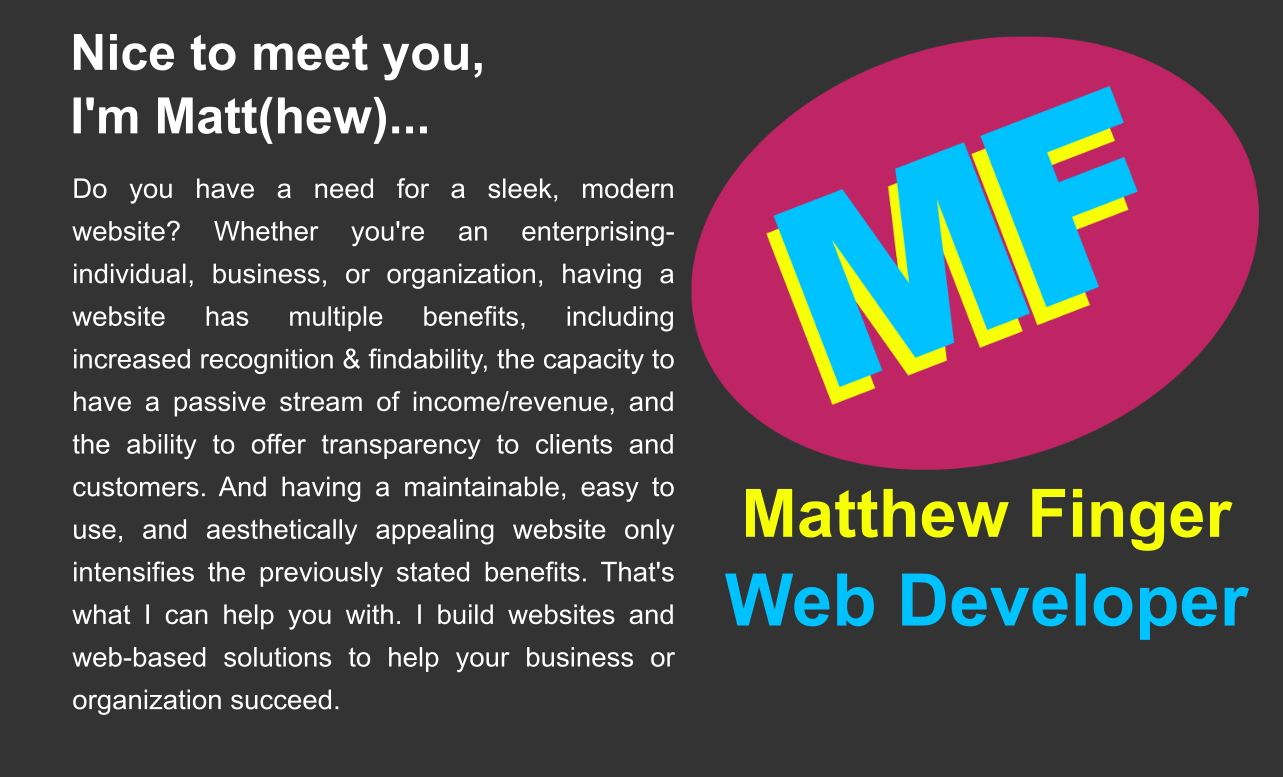 Nice to meet you,
I'm Matt(hew)...
Do you have a need for a sleek, modern
website? Whether you're an enterprising-
individual, business, or organization, having a
website has multiple benefits, including
increased recognition & findability, the capacity to
have a passive stream of income/revenue, and
the ability to offer transparency to clients and
customers. And having a maintainable, easy to
use, and aesthetically appealing website only
intensifies the previously stated benefits. That's
what I can help you with. I build websites and
web-based solutions to help your business or
organization succeed.
MF
Matthew Finger
Web Developer